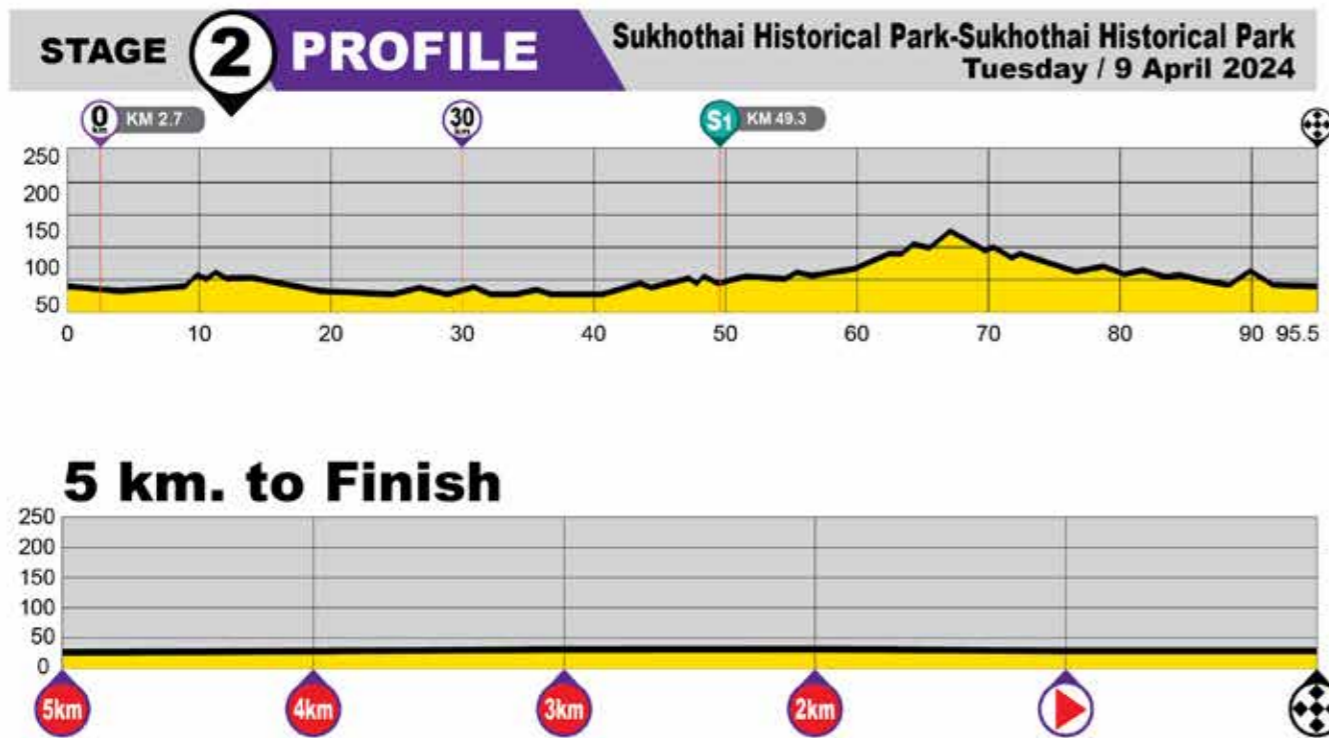 STAGE 2 PROFILE
Sukhothai Historical Park-Sukhothai Historical Park
Tuesday / 9 April 2024
0 km KM 2.7 30 km S1 KM 49.3
250
200
150
100
50
0 10 20 30 40 50 60 70 80 90 95.5
5 km. to Finish
250
200
150
100
50
0
5km 4km 3km 2km